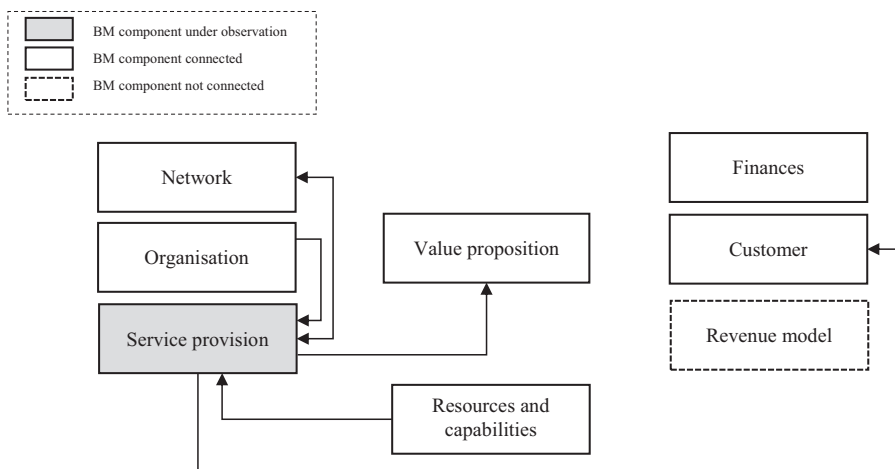 BM component under observation
BM component connected
BM component not connected
Network
Organisation
Service provision
Value proposition
Resources and
capabilities
Finances
Customer
Revenue model